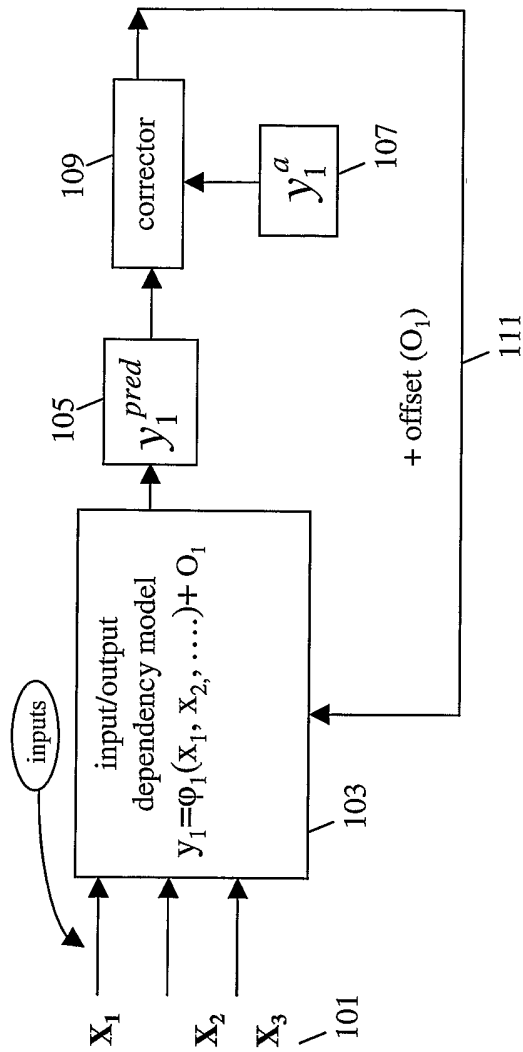 inputs
X₁
X₂
X₃
101
input/output
dependency model
y₁=φ₁(x₁, x₂, ....)+ O₁
103
y₁ᵖʳᵉᵈ
105
corrector
109
y₁ᵃ
107
+ offset (O₁)
111